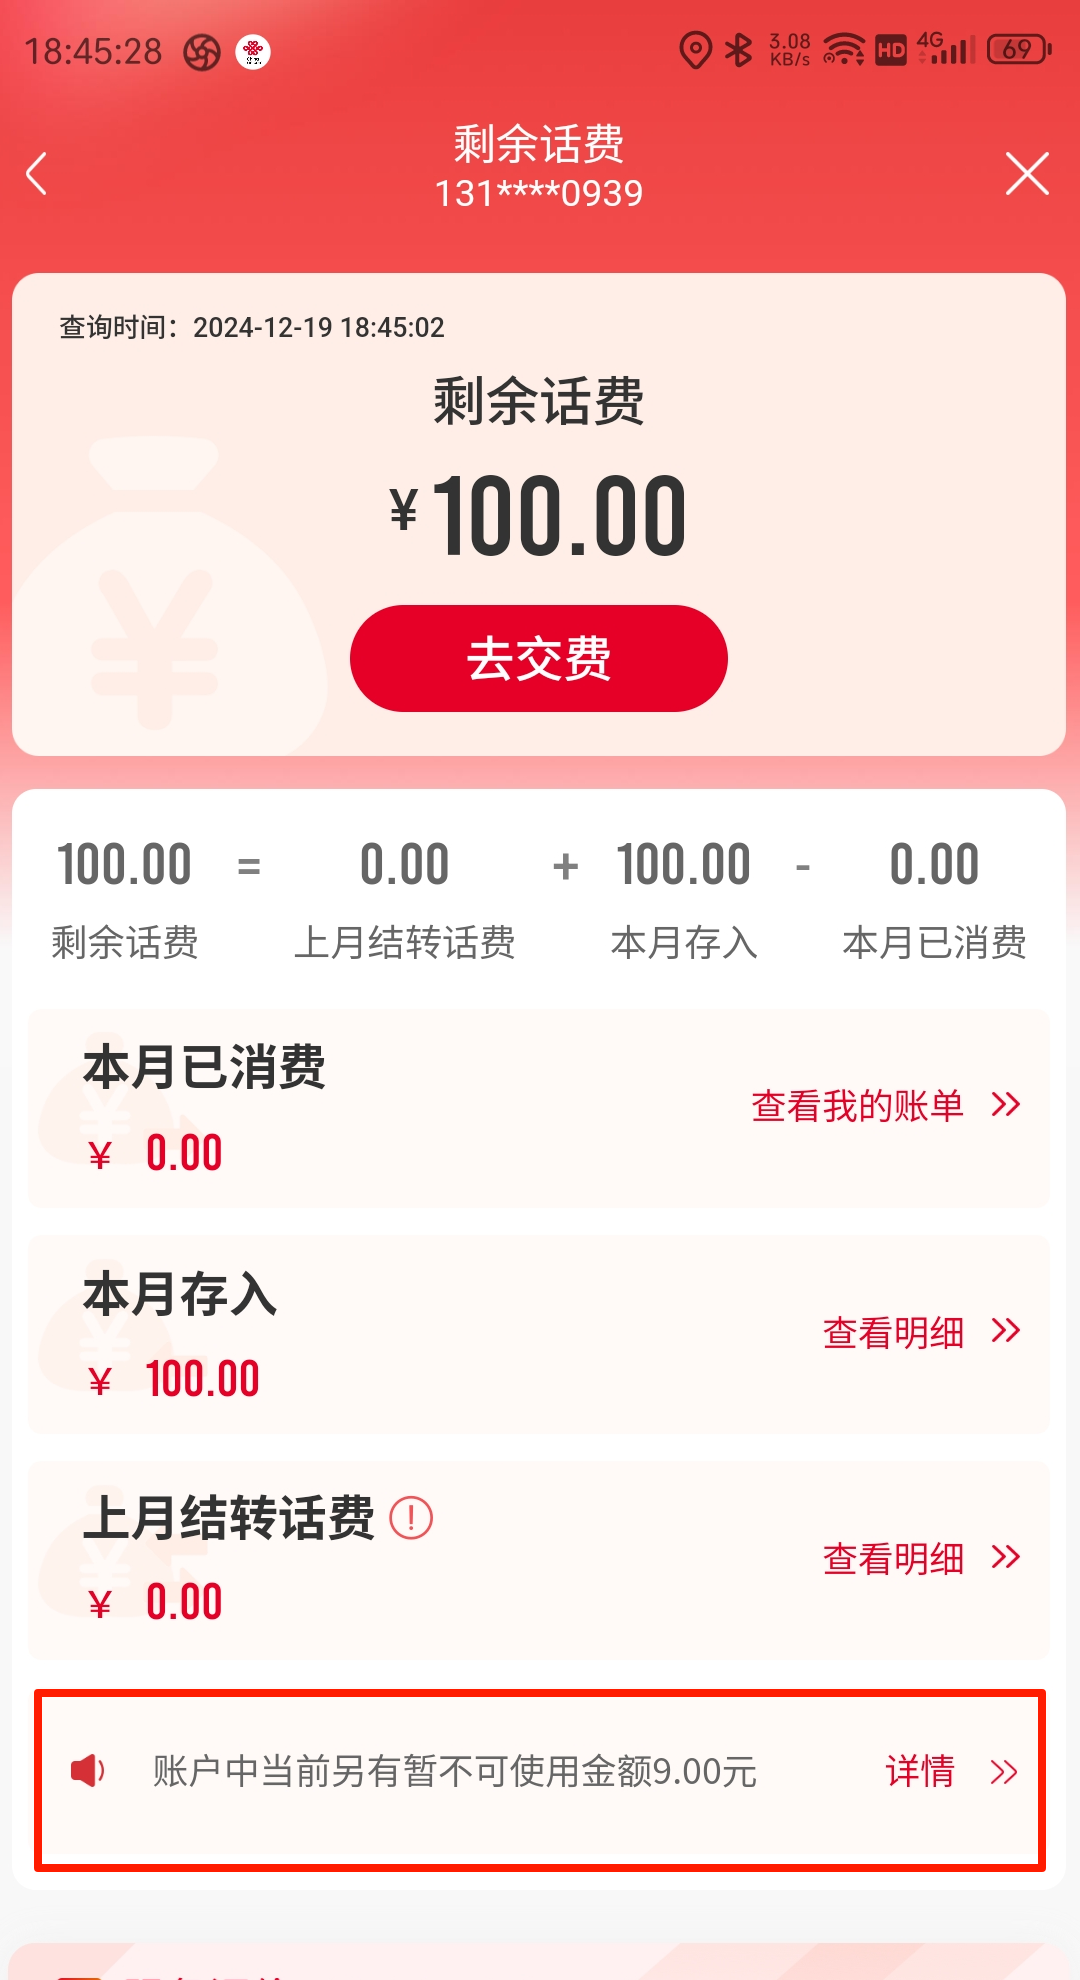 18:45:28 3.08 KB/s HD 4G 69
剩余话费
131****0939
查询时间：2024-12-19 18:45:02
剩余话费
¥100.00
去交费
100.00 = 0.00 + 100.00 - 0.00
剩余话费 上月结转话费 本月存入 本月已消费
本月已消费
查看我的账单
¥ 0.00
本月存入
查看明细
¥ 100.00
上月结转话费
查看明细
¥ 0.00
账户中当前另有暂不可使用金额9.00元 详情